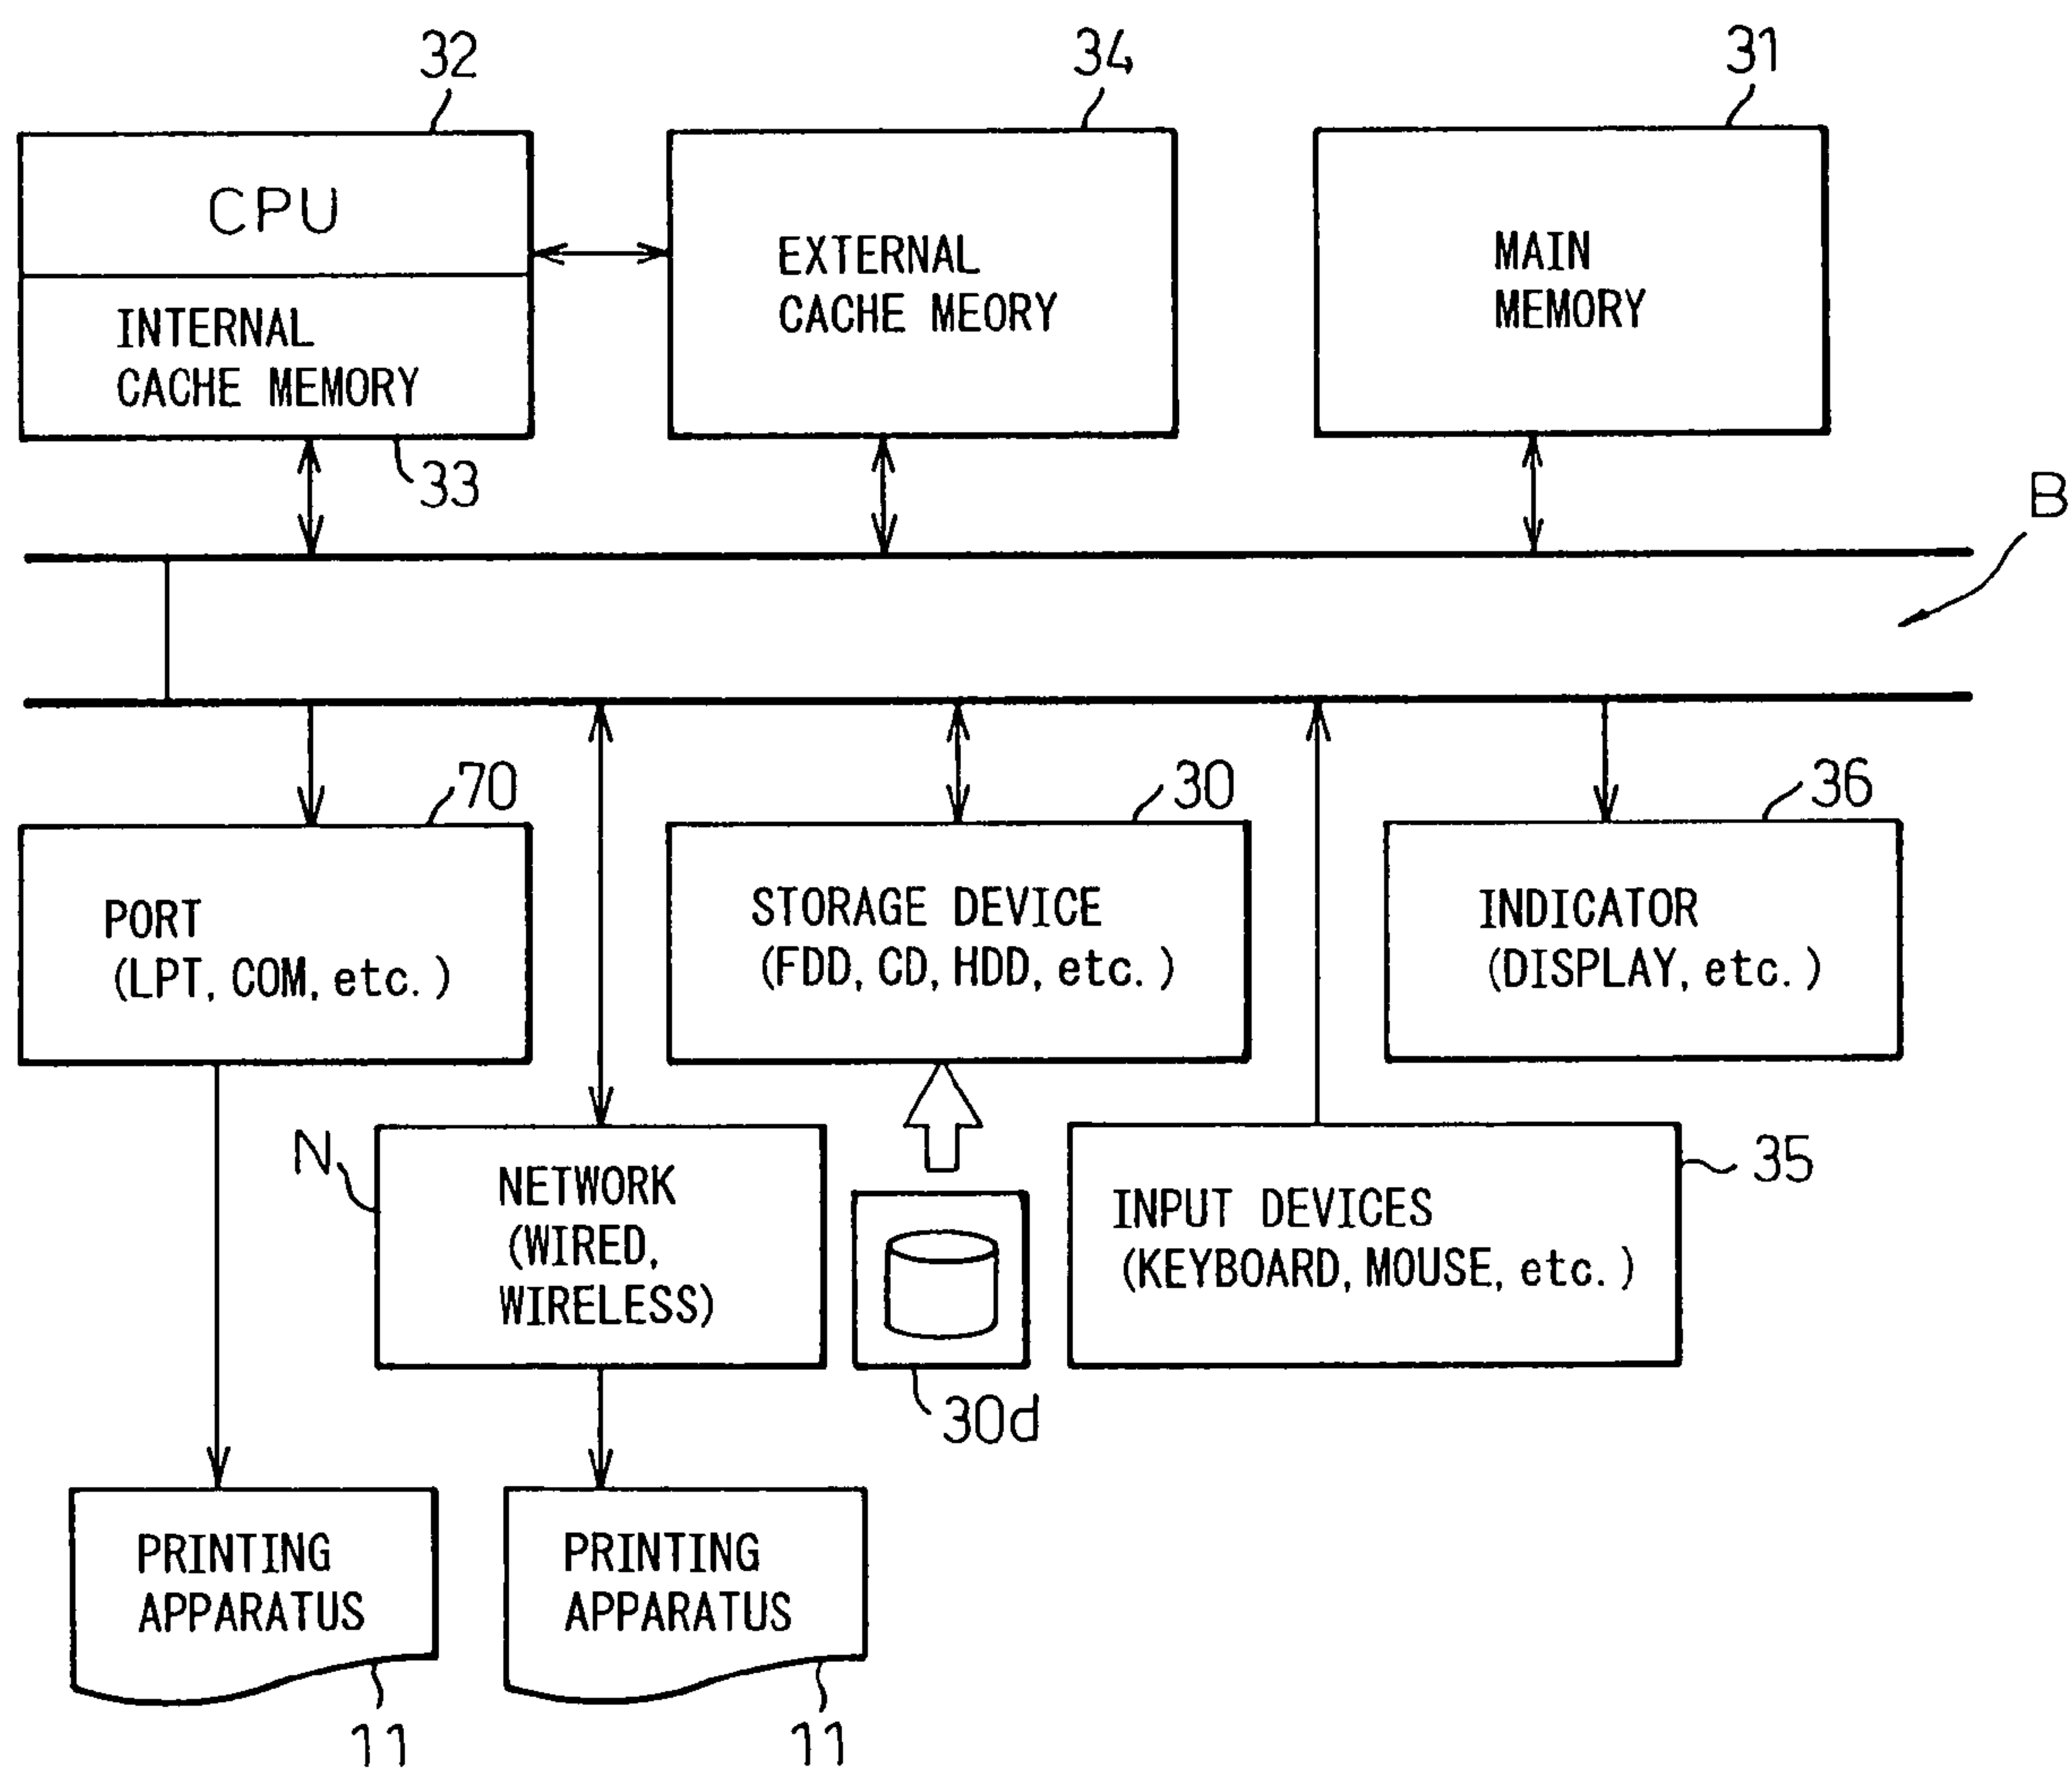 32
34
31
CPU
INTERNAL
CACHE MEMORY
33
EXTERNAL
CACHE MEORY
MAIN
MEMORY
B
70
30
36
PORT
(LPT, COM, etc.)
STORAGE DEVICE
(FDD, CD, HDD, etc.)
INDICATOR
(DISPLAY, etc.)
N
NETWORK
(WIRED,
WIRELESS)
30d
INPUT DEVICES
(KEYBOARD, MOUSE, etc.)
35
PRINTING
APPARATUS
11
PRINTING
APPARATUS
11